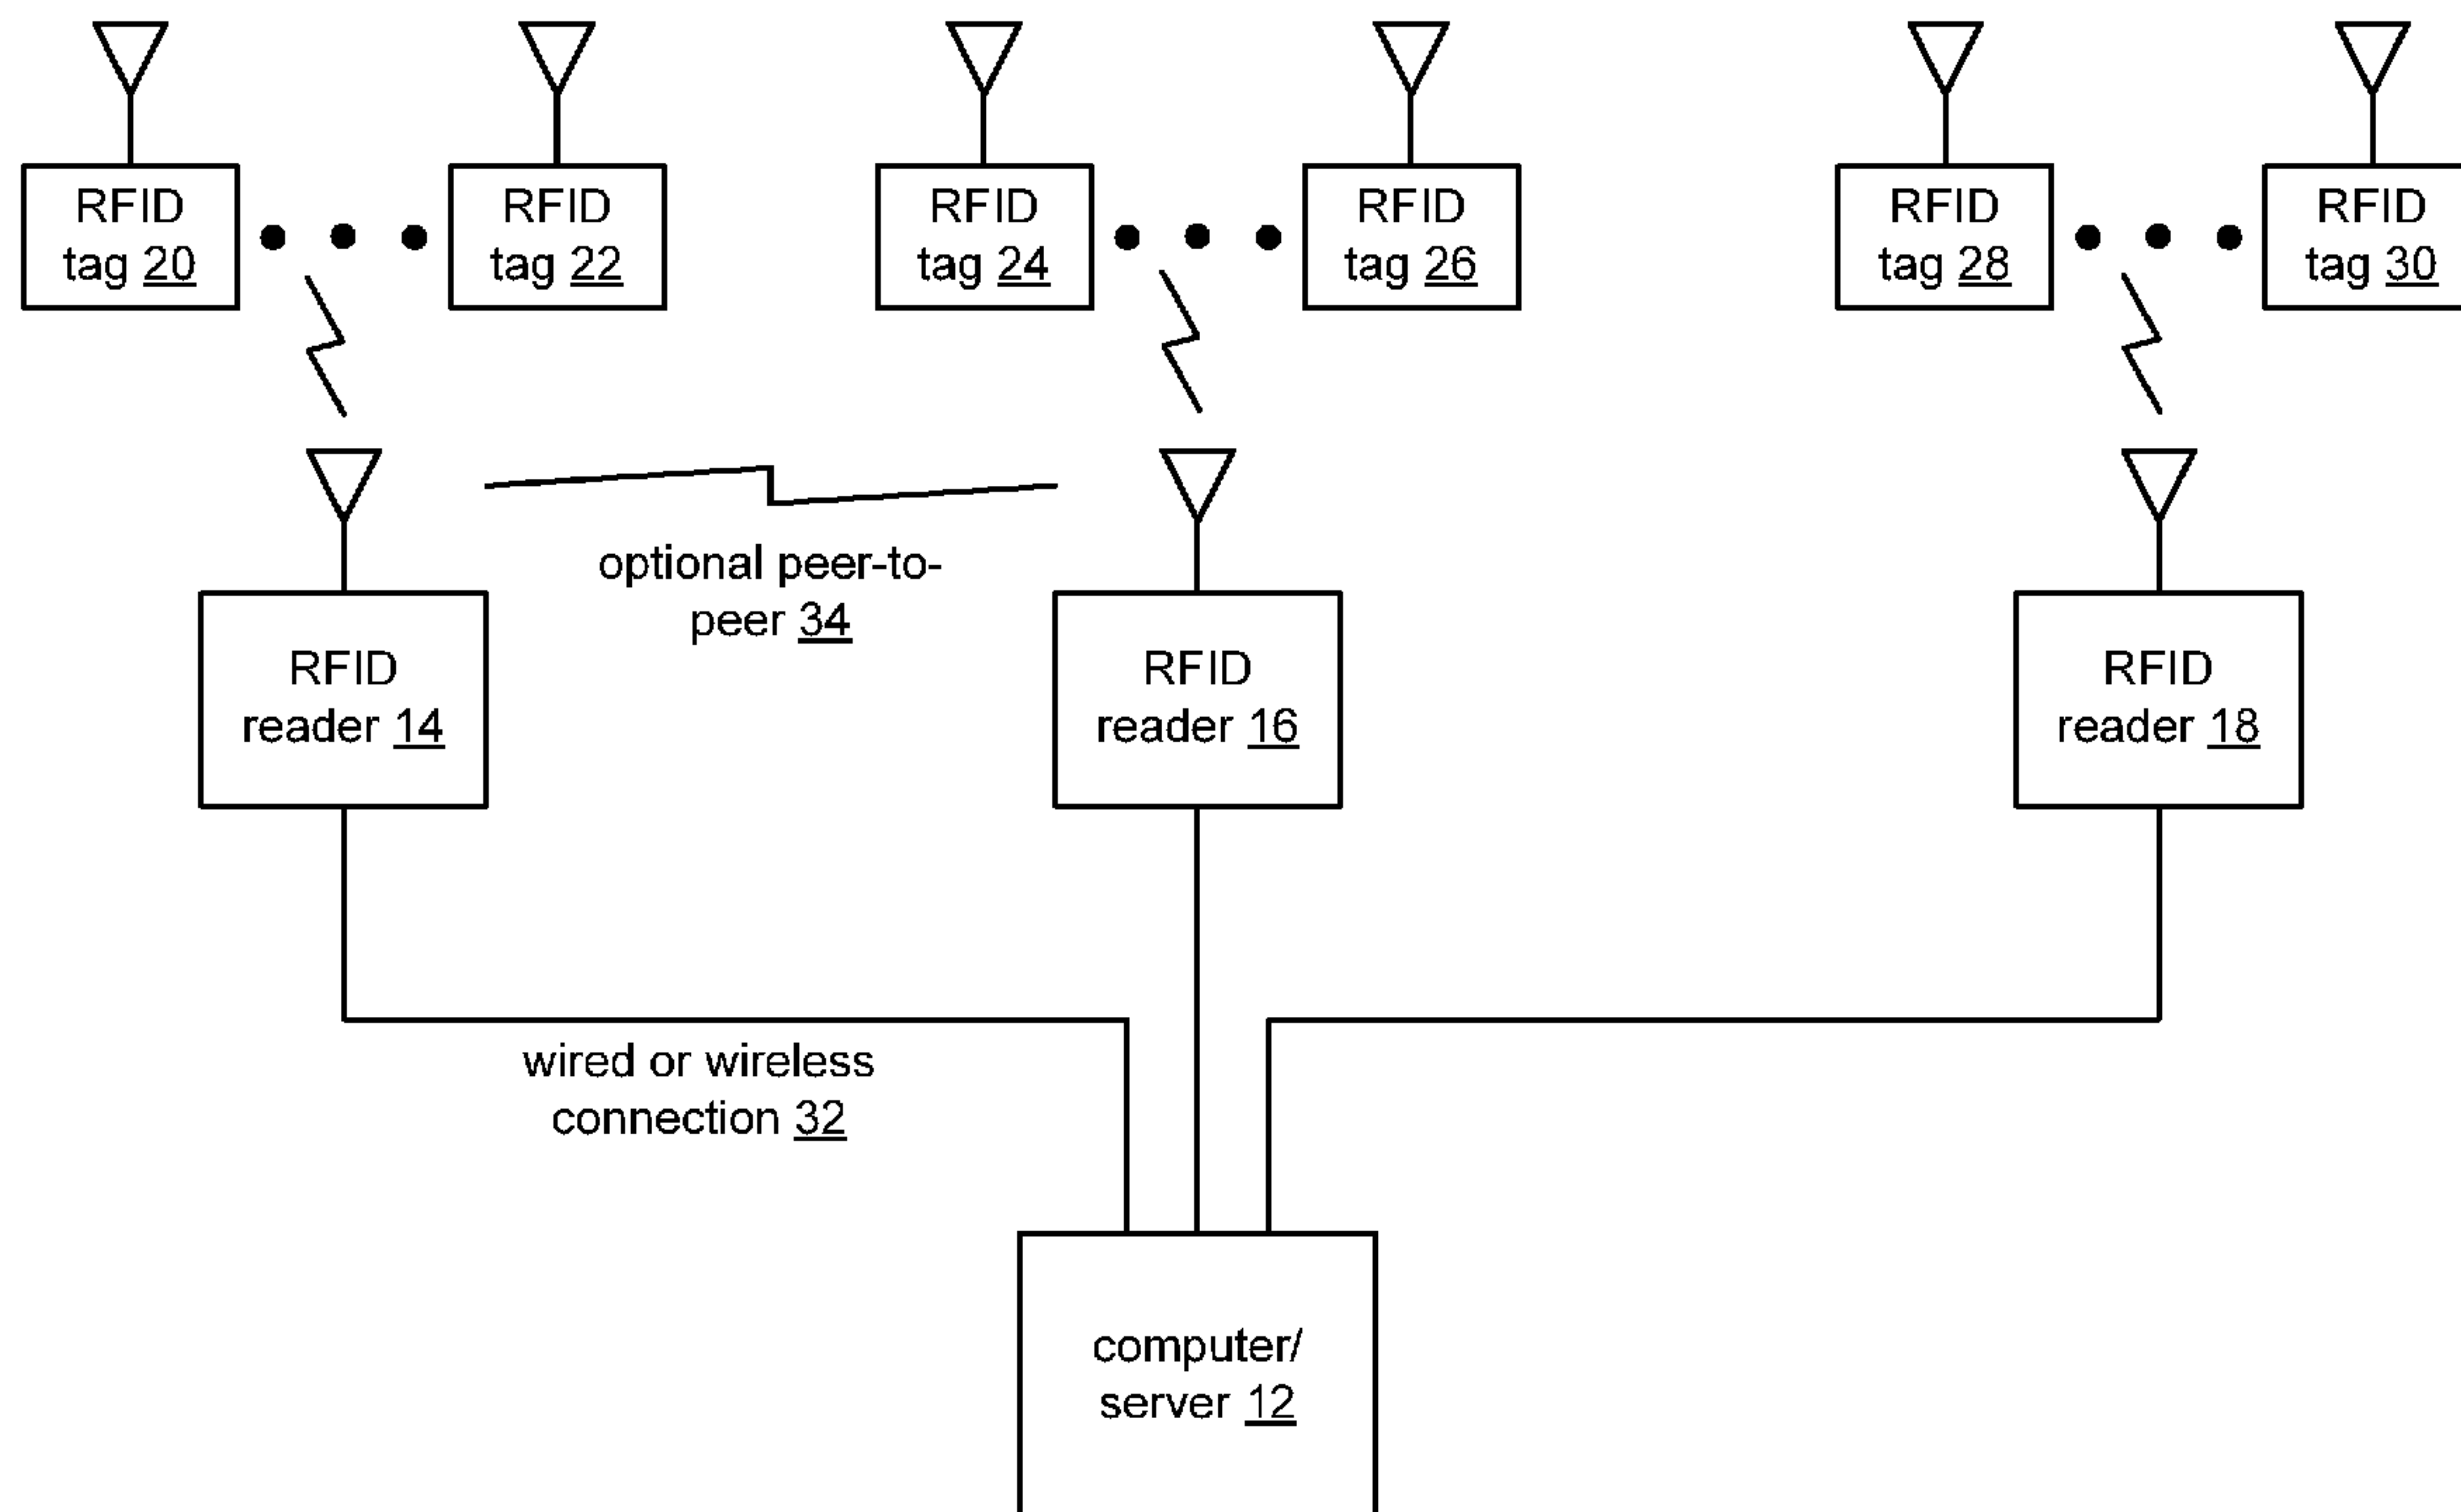 RFID
tag 20
RFID
tag 22
RFID
tag 24
RFID
tag 26
RFID
tag 28
RFID
tag 30
optional peer-to-
peer 34
RFID
reader 14
RFID
reader 16
RFID
reader 18
wired or wireless
connection 32
computer/
server 12